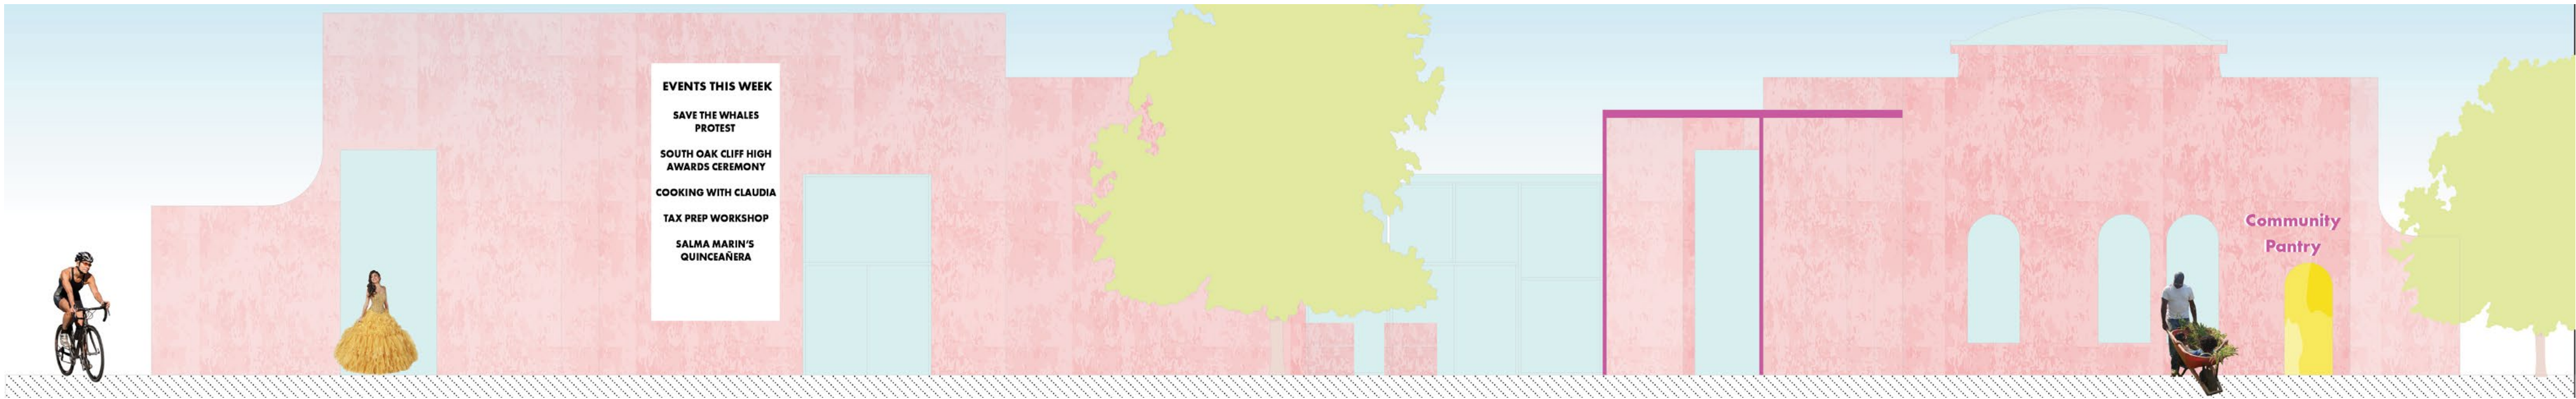 EVENTS THIS WEEK
SAVE THE WHALES
PROTEST
SOUTH OAK CLIFF HIGH
AWARDS CEREMONY
COOKING WITH CLAUDIA
TAX PREP WORKSHOP
SALMA MARIN'S
QUINCEAÑERA
Community
Pantry